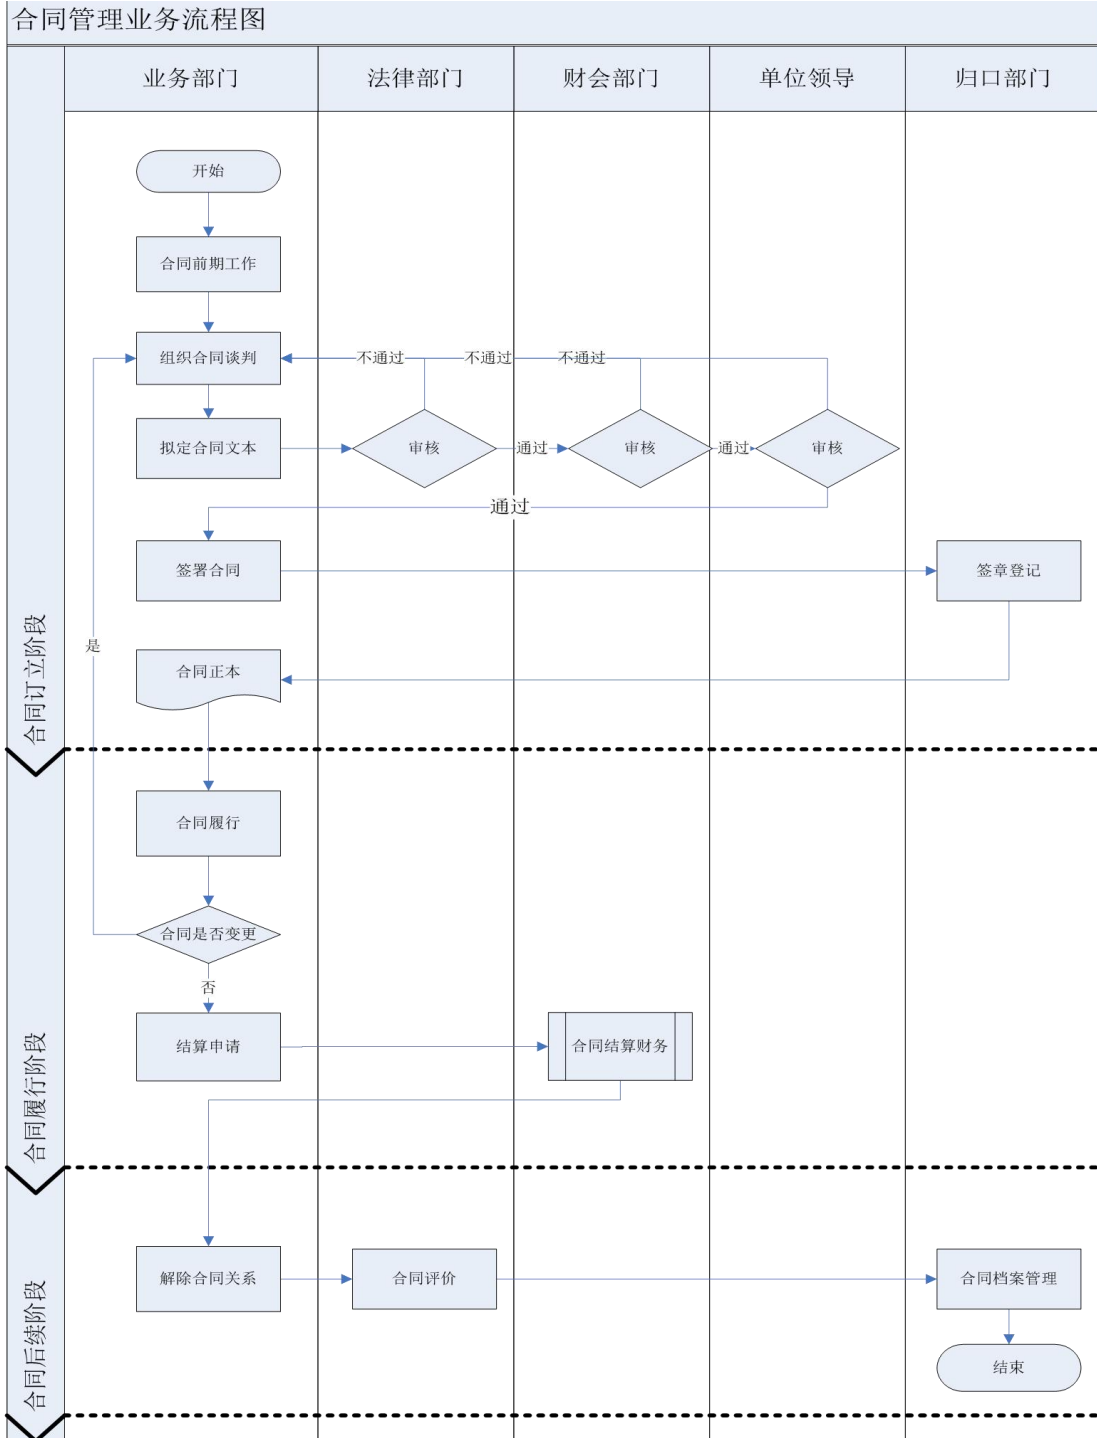 合同管理业务流程图
业务部门
法律部门
财会部门
单位领导
归口部门
开始
合同前期工作
组织合同谈判
不通过
不通过
不通过
拟定合同文本
审核
通过
审核
通过
审核
通过
签署合同
签章登记
合同订立阶段
是
合同正本
合同履行
合同是否变更
否
结算申请
合同结算财务
合同履行阶段
解除合同关系
合同评价
合同档案管理
合同后续阶段
结束